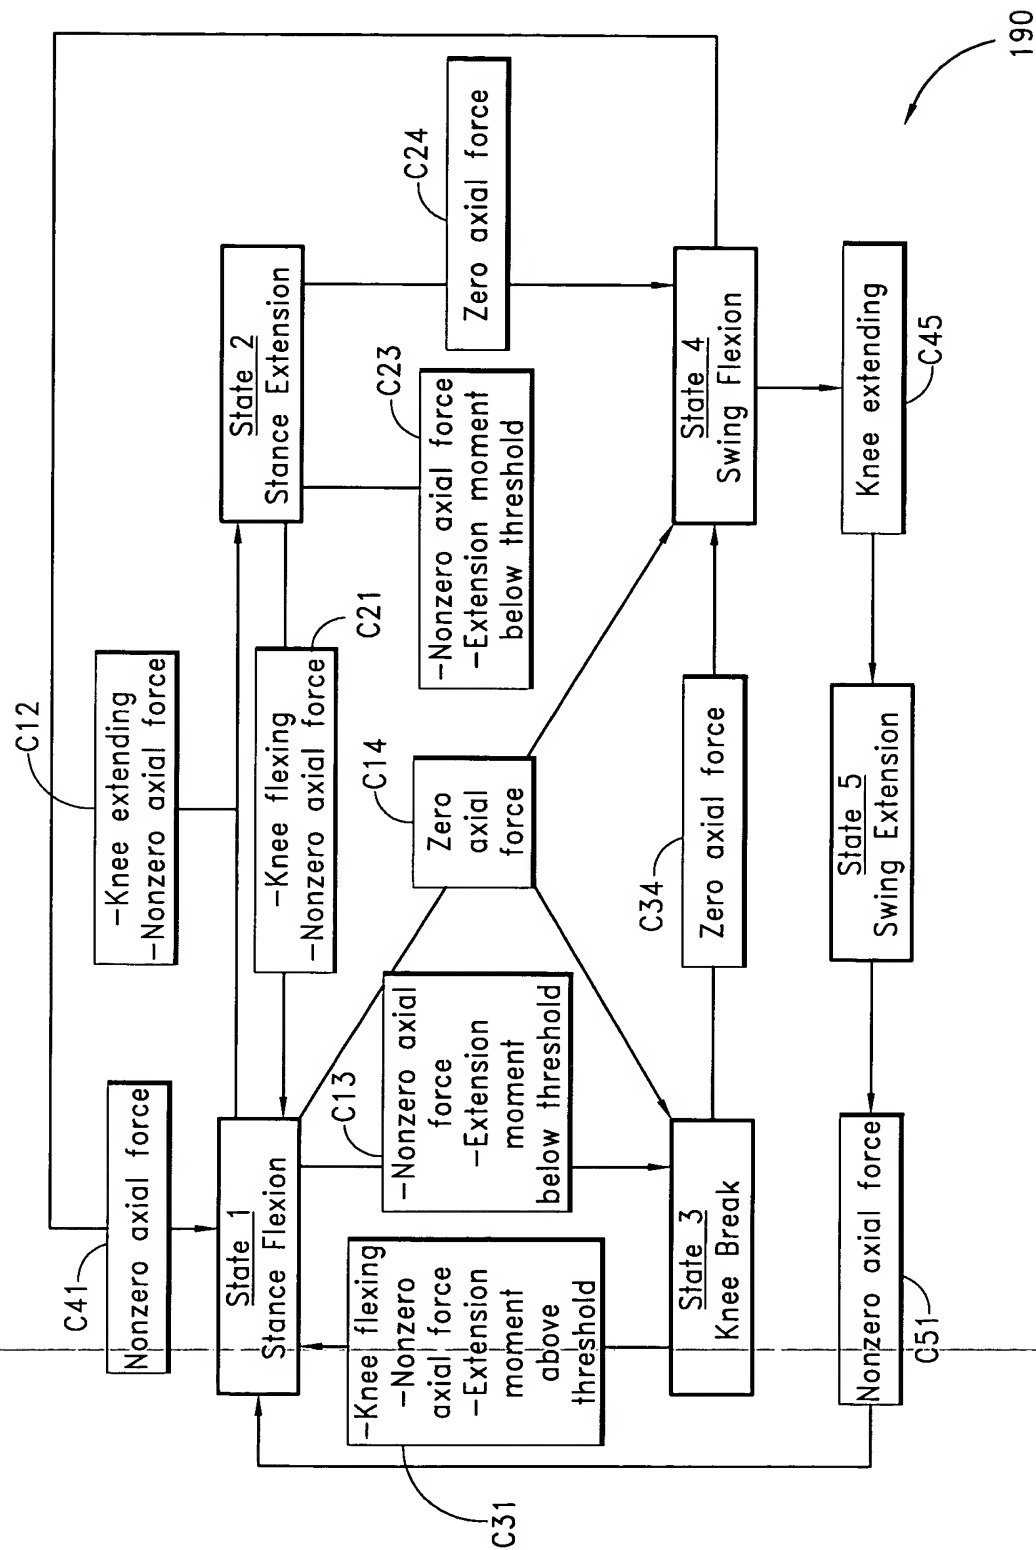 C12
C41
-Knee extending
-Nonzero axial force
Nonzero axial force
State 1
Stance Flexion
State 2
Stance Extension
-Knee flexing
-Nonzero axial force
C21
C31
-Knee flexing
-Nonzero
axial force
-Extension
moment
above
threshold
C13
-Nonzero axial
force
-Extension
moment
below threshold
C14
Zero
axial
force
C23
-Nonzero axial force
-Extension moment
below threshold
C24
Zero axial force
State 3
Knee Break
C34
Zero axial force
State 4
Swing Flexion
Nonzero axial force
C51
State 5
Swing Extension
Knee extending
C45
190